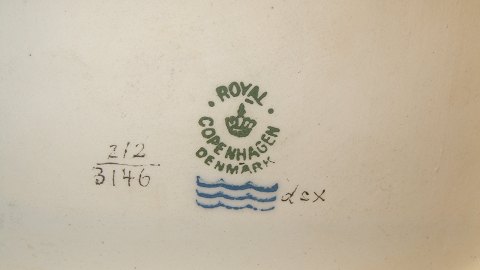 ROYAL
COPENHAGEN
DENMARK
212
3146